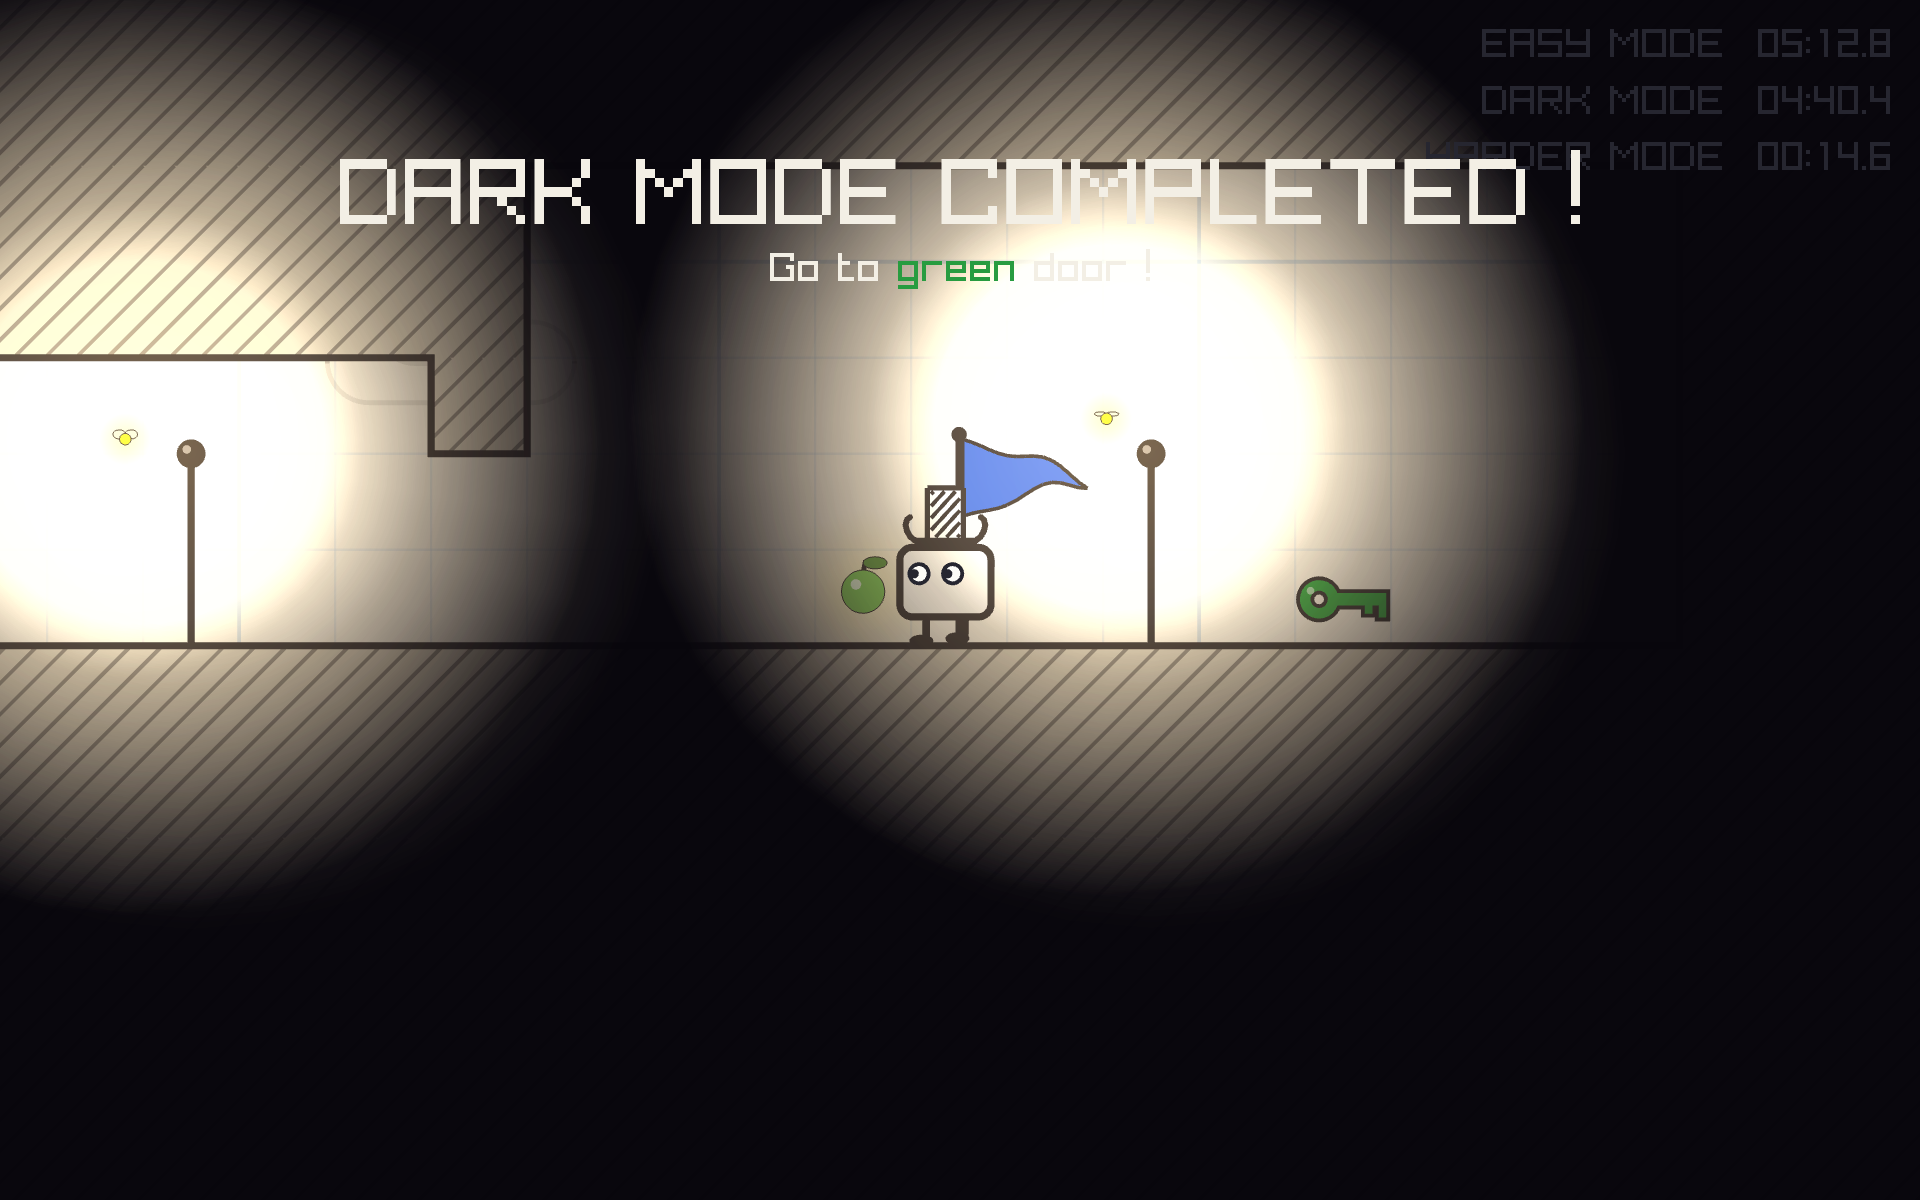 EASY MODE 05:12.8
DARK MODE 04:40.4
HARDER MODE 00:14.6
DARK MODE COMPLETED !
Go to green door !